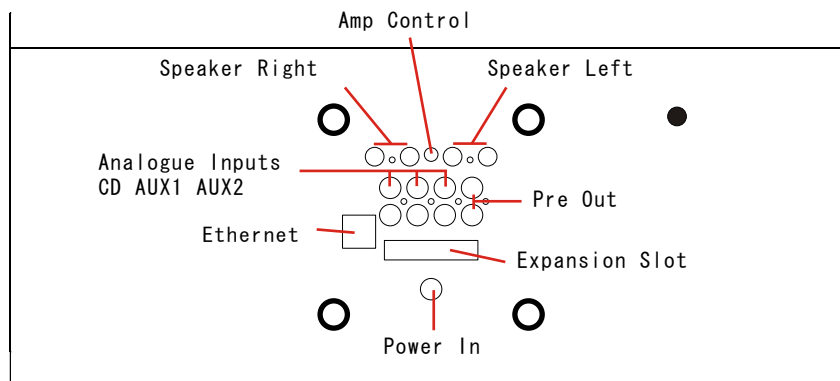 Amp Control
Speaker Right
Speaker Left
Analogue Inputs
CD AUX1 AUX2
Pre Out
Ethernet
Expansion Slot
Power In